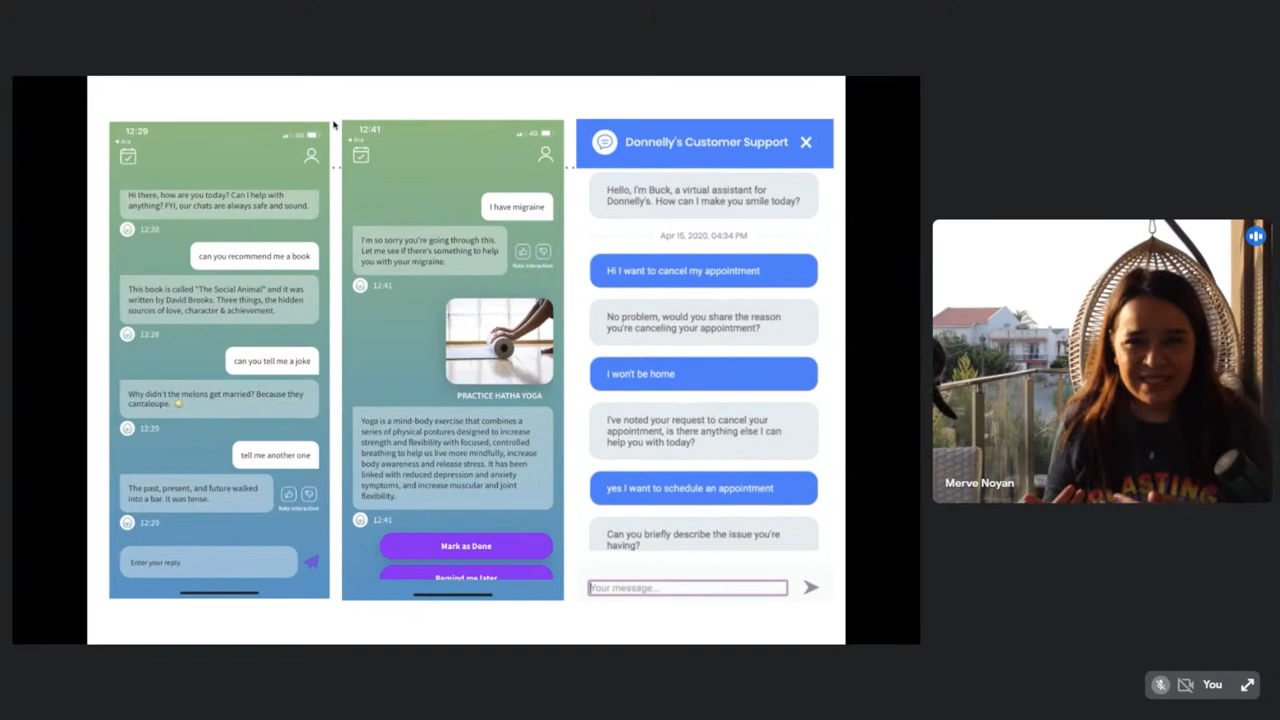 12:29
4G
Ara
Hi there, how are you today? Can I help with
anything? FYI, our chats are always safe and sound.
12:28
can you recommend me a book
This book is called "The Social Animal" and it was
written by David Brooks. Three things, the hidden
sources of love, character & achievement.
12:28
can you tell me a joke
Why didn't the melons get married? Because they
cantaloupe.
12:29
tell me another one
The past, present, and future walked
into a bar. It was tense.
Rate interaction
12:29
Enter your reply
12:41
4G
Ara
I have migraine
I'm so sorry you're going through this.
Let me see if there's something to help
you with your migraine.
Rate interaction
12:41
PRACTICE HATHA YOGA
Yoga is a mind-body exercise that combines a
series of physical postures designed to increase
strength and flexibility with focused, controlled
breathing to help us live more mindfully, increase
body awareness and release stress. It has been
linked with reduced depression and anxiety
symptoms, and increase muscular and joint
flexibility.
12:41
Mark as Done
Remind me later
Donnelly's Customer Support
Hello, I'm Buck, a virtual assistant for
Donnelly's. How can I make you smile today?
Apr 15, 2020, 04:34 PM
Hi I want to cancel my appointment
No problem, would you share the reason
you're canceling your appointment?
I won't be home
I've noted your request to cancel your
appointment, is there anything else I can
help you with today?
yes I want to schedule an appointment
Can you briefly describe the issue you're
having?
Your message...
Merve Noyan
You